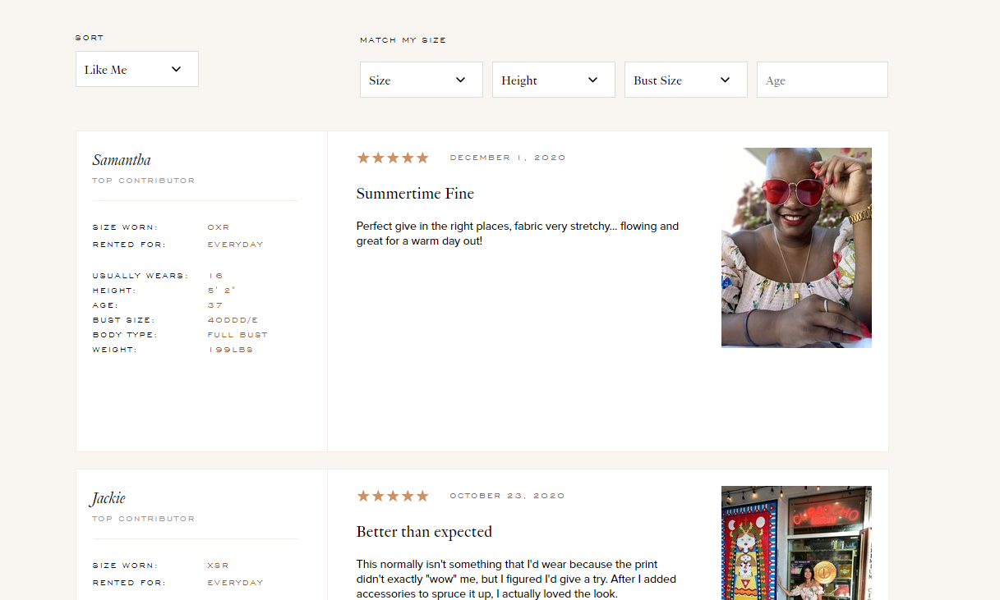 SORT
Like Me
MATCH MY SIZE
Size
Height
Bust Size
Age
Samantha
TOP CONTRIBUTOR
SIZE WORN: 0XR
RENTED FOR: EVERYDAY
USUALLY WEARS: 16
HEIGHT: 5' 2"
AGE: 37
BUST SIZE: 40DDD/E
BODY TYPE: FULL BUST
WEIGHT: 199LBS
★★★★★ DECEMBER 1, 2020
Summertime Fine
Perfect give in the right places, fabric very stretchy... flowing and
great for a warm day out!
Jackie
TOP CONTRIBUTOR
SIZE WORN: XSR
RENTED FOR: EVERYDAY
★★★★★ OCTOBER 23, 2020
Better than expected
This normally isn't something that I'd wear because the print
didn't exactly "wow" me, but I figured I'd give a try. After I added
accessories to spruce it up, I actually loved the look.